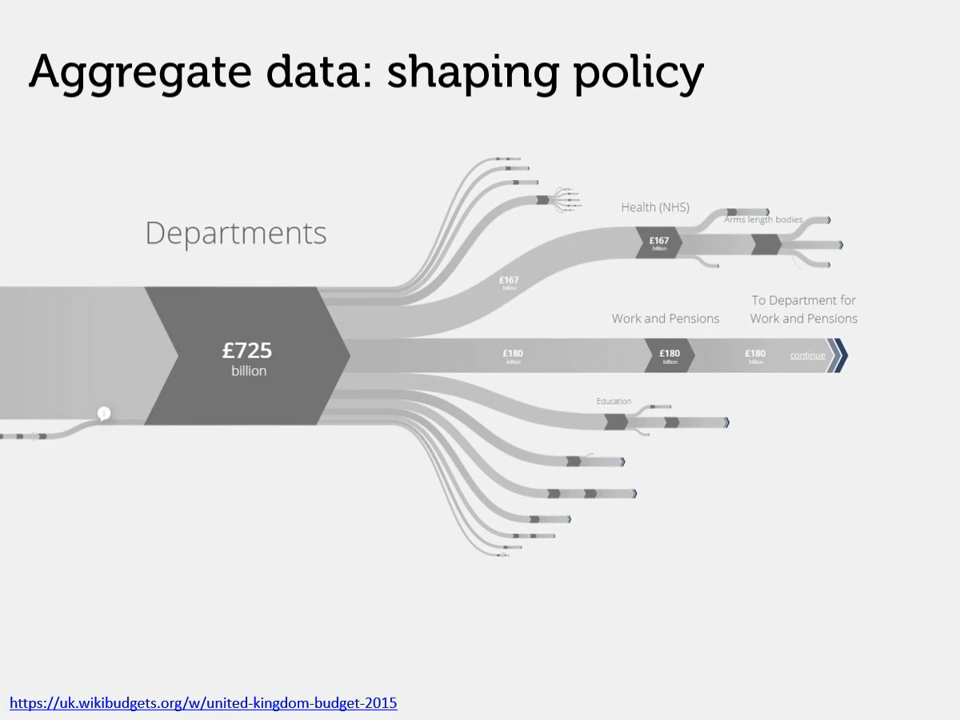 Aggregate data: shaping policy
Departments
£725
billion
Health (NHS)
£167
billion
Arms length bodies
£167
billion
To Department for
Work and Pensions
Work and Pensions
£180
billion
£180
billion
£180
billion
continue
Education
https://uk.wikibudgets.org/w/united-kingdom-budget-2015